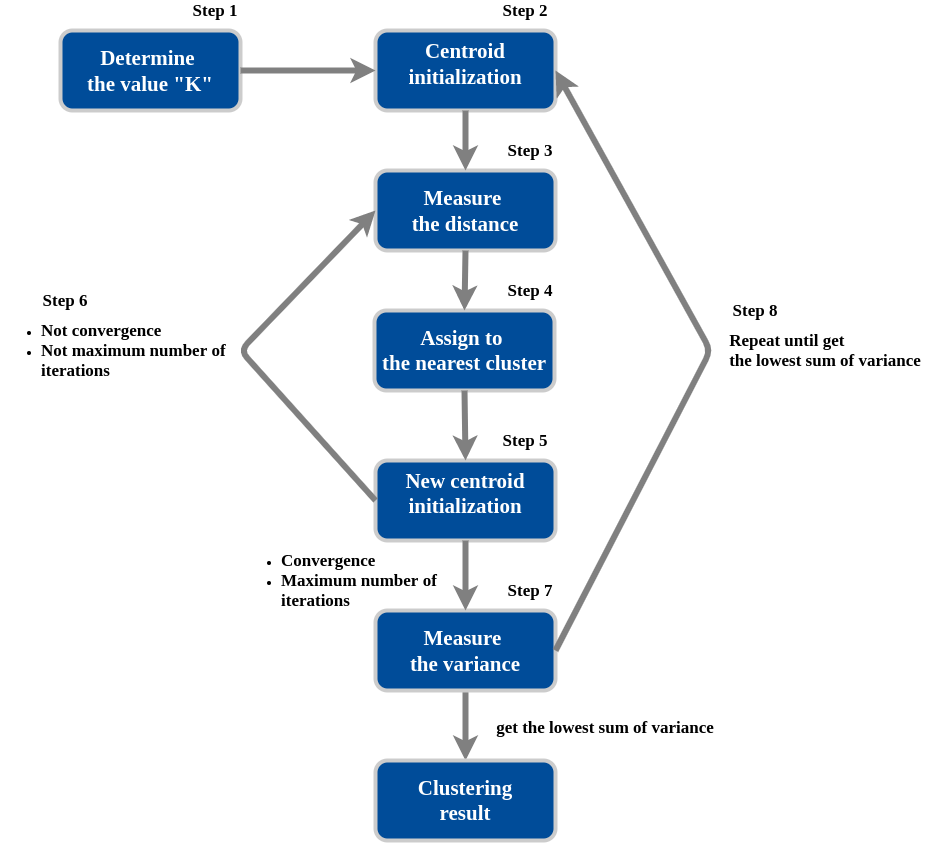 Step 1
Determine
the value "K"
Step 2
Centroid
initialization
Step 3
Measure
the distance
Step 4
Assign to
the nearest cluster
Step 5
New centroid
initialization
Step 6
• Not convergence
• Not maximum number of
iterations
• Convergence
• Maximum number of
iterations
Step 7
Measure
the variance
Step 8
Repeat until get
the lowest sum of variance
get the lowest sum of variance
Clustering
result